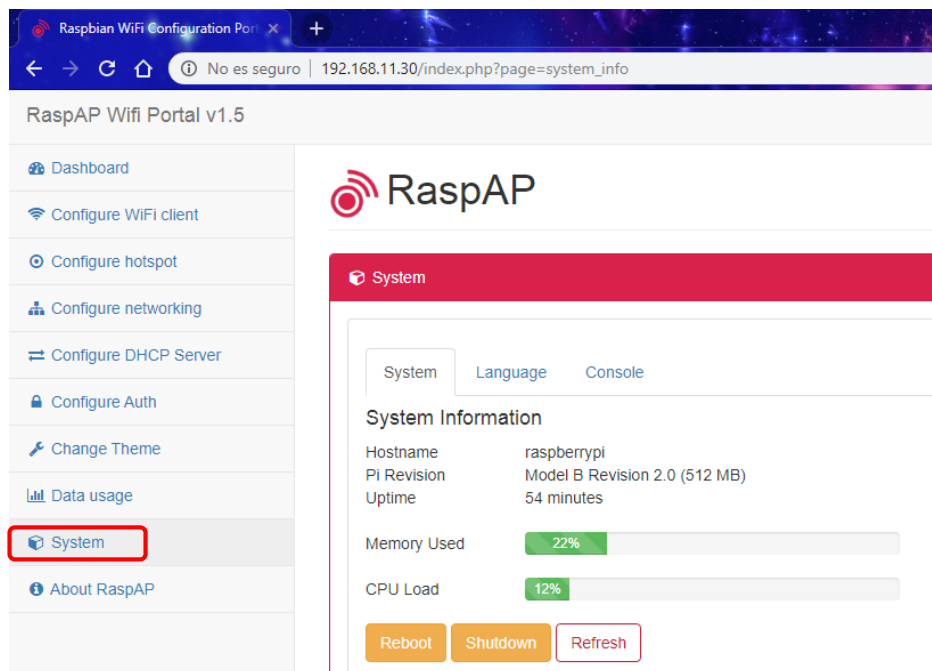 Raspbian WiFi Configuration Por
No es seguro | 192.168.11.30/index.php?page=system_info
RaspAP Wifi Portal v1.5
Dashboard
Configure WiFi client
Configure hotspot
Configure networking
Configure DHCP Server
Configure Auth
Change Theme
Data usage
System
About RaspAP
RaspAP
System
System Language Console
System Information
Hostname raspberrypi
Pi Revision Model B Revision 2.0 (512 MB)
Uptime 54 minutes
Memory Used 22%
CPU Load 12%
Reboot Shutdown Refresh